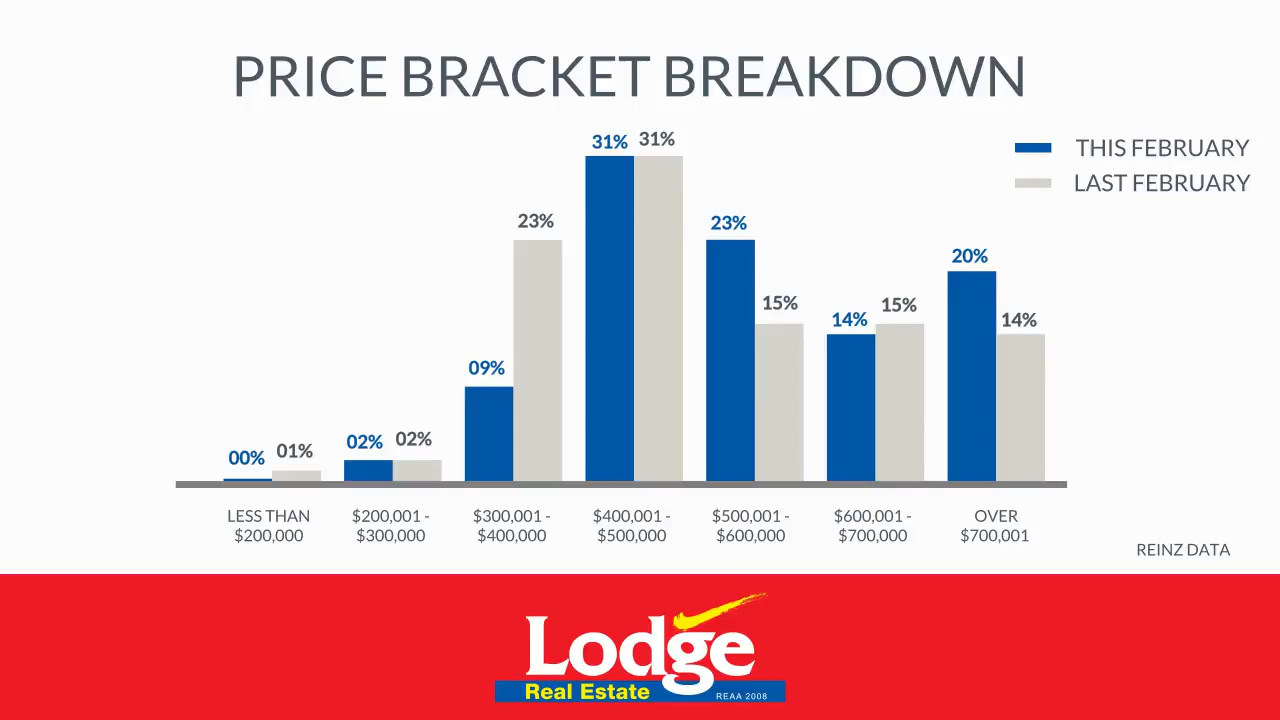 PRICE BRACKET BREAKDOWN
THIS FEBRUARY
LAST FEBRUARY
00%
01%
02%
02%
09%
23%
31%
31%
23%
15%
14%
15%
20%
14%
LESS THAN
$200,000
$200,001 -
$300,000
$300,001 -
$400,000
$400,001 -
$500,000
$500,001 -
$600,000
$600,001 -
$700,000
OVER
$700,001
REINZ DATA
Lodge
Real Estate
REAA 2008